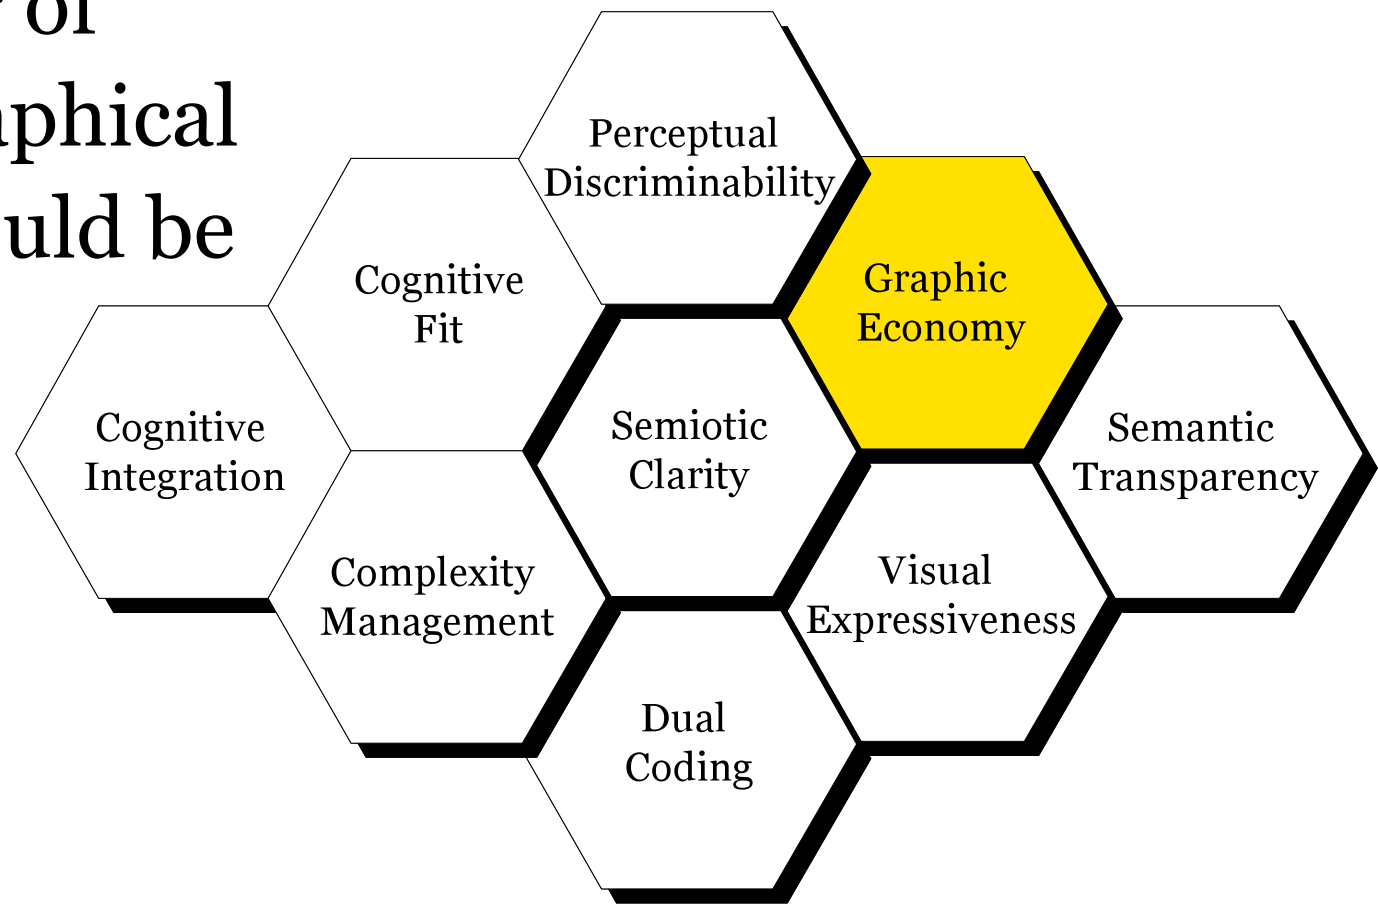 of
aphical
uld be
Perceptual
Discriminability
Cognitive
Fit
Graphic
Economy
Cognitive
Integration
Semiotic
Clarity
Semantic
Transparency
Complexity
Management
Visual
Expressiveness
Dual
Coding